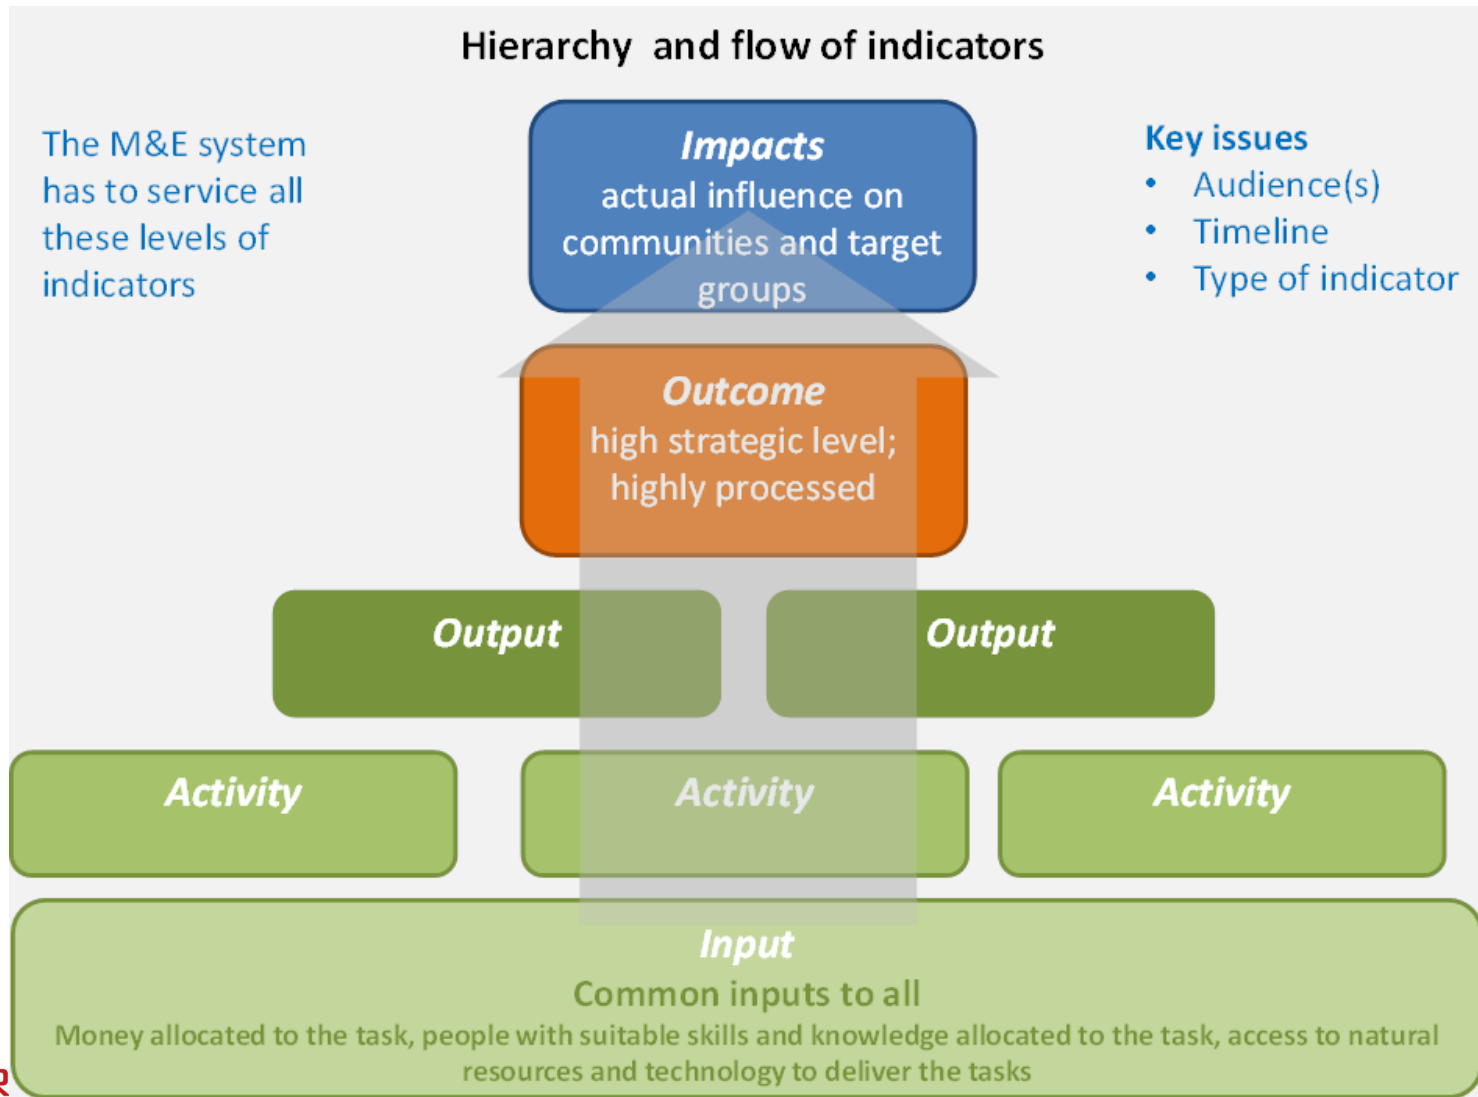 Hierarchy and flow of indicators
The M&E system
has to service all
these levels of
indicators
Impacts
actual influence on
communities and target
groups
Key issues
• Audience(s)
• Timeline
• Type of indicator
Outcome
high strategic level;
highly processed
Output
Output
Activity
Activity
Activity
Input
Common inputs to all
Money allocated to the task, people with suitable skills and knowledge allocated to the task, access to natural
resources and technology to deliver the tasks